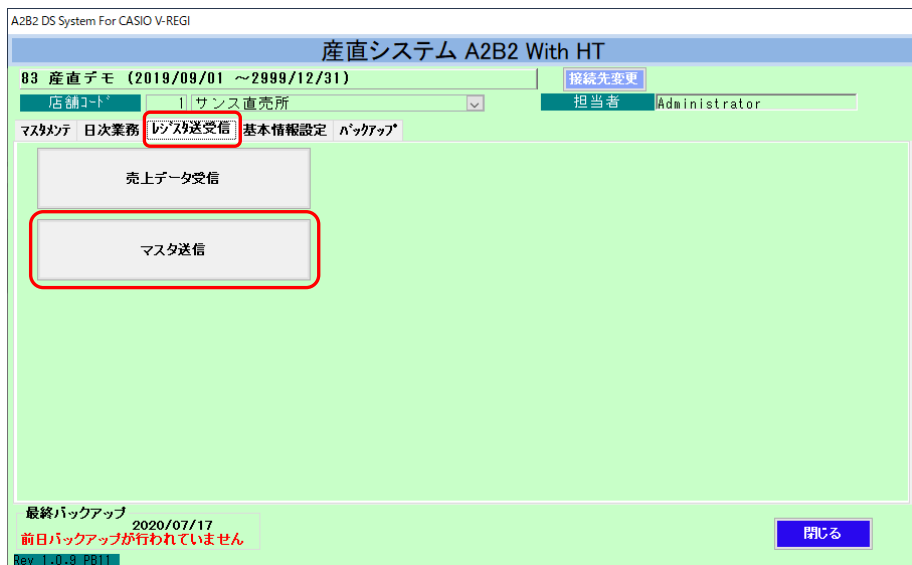 A2B2 DS System For CASIO V-REGI
産直システム A2B2 With HT
83 産直デモ (2019/09/01 ～2999/12/31) 接続先変更
店舗ｺｰﾄﾞ 1 サンス直売所 担当者 Administrator
ﾏｽﾀﾒﾝﾃ 日次業務 ﾚｼﾞｽﾀ送受信 基本情報設定 ﾊﾞｯｸｱｯﾌﾟ
売上データ受信
マスタ送信
最終バックアップ
2020/07/17
前日バックアップが行われていません
閉じる
Rev 1.0.9 PB11